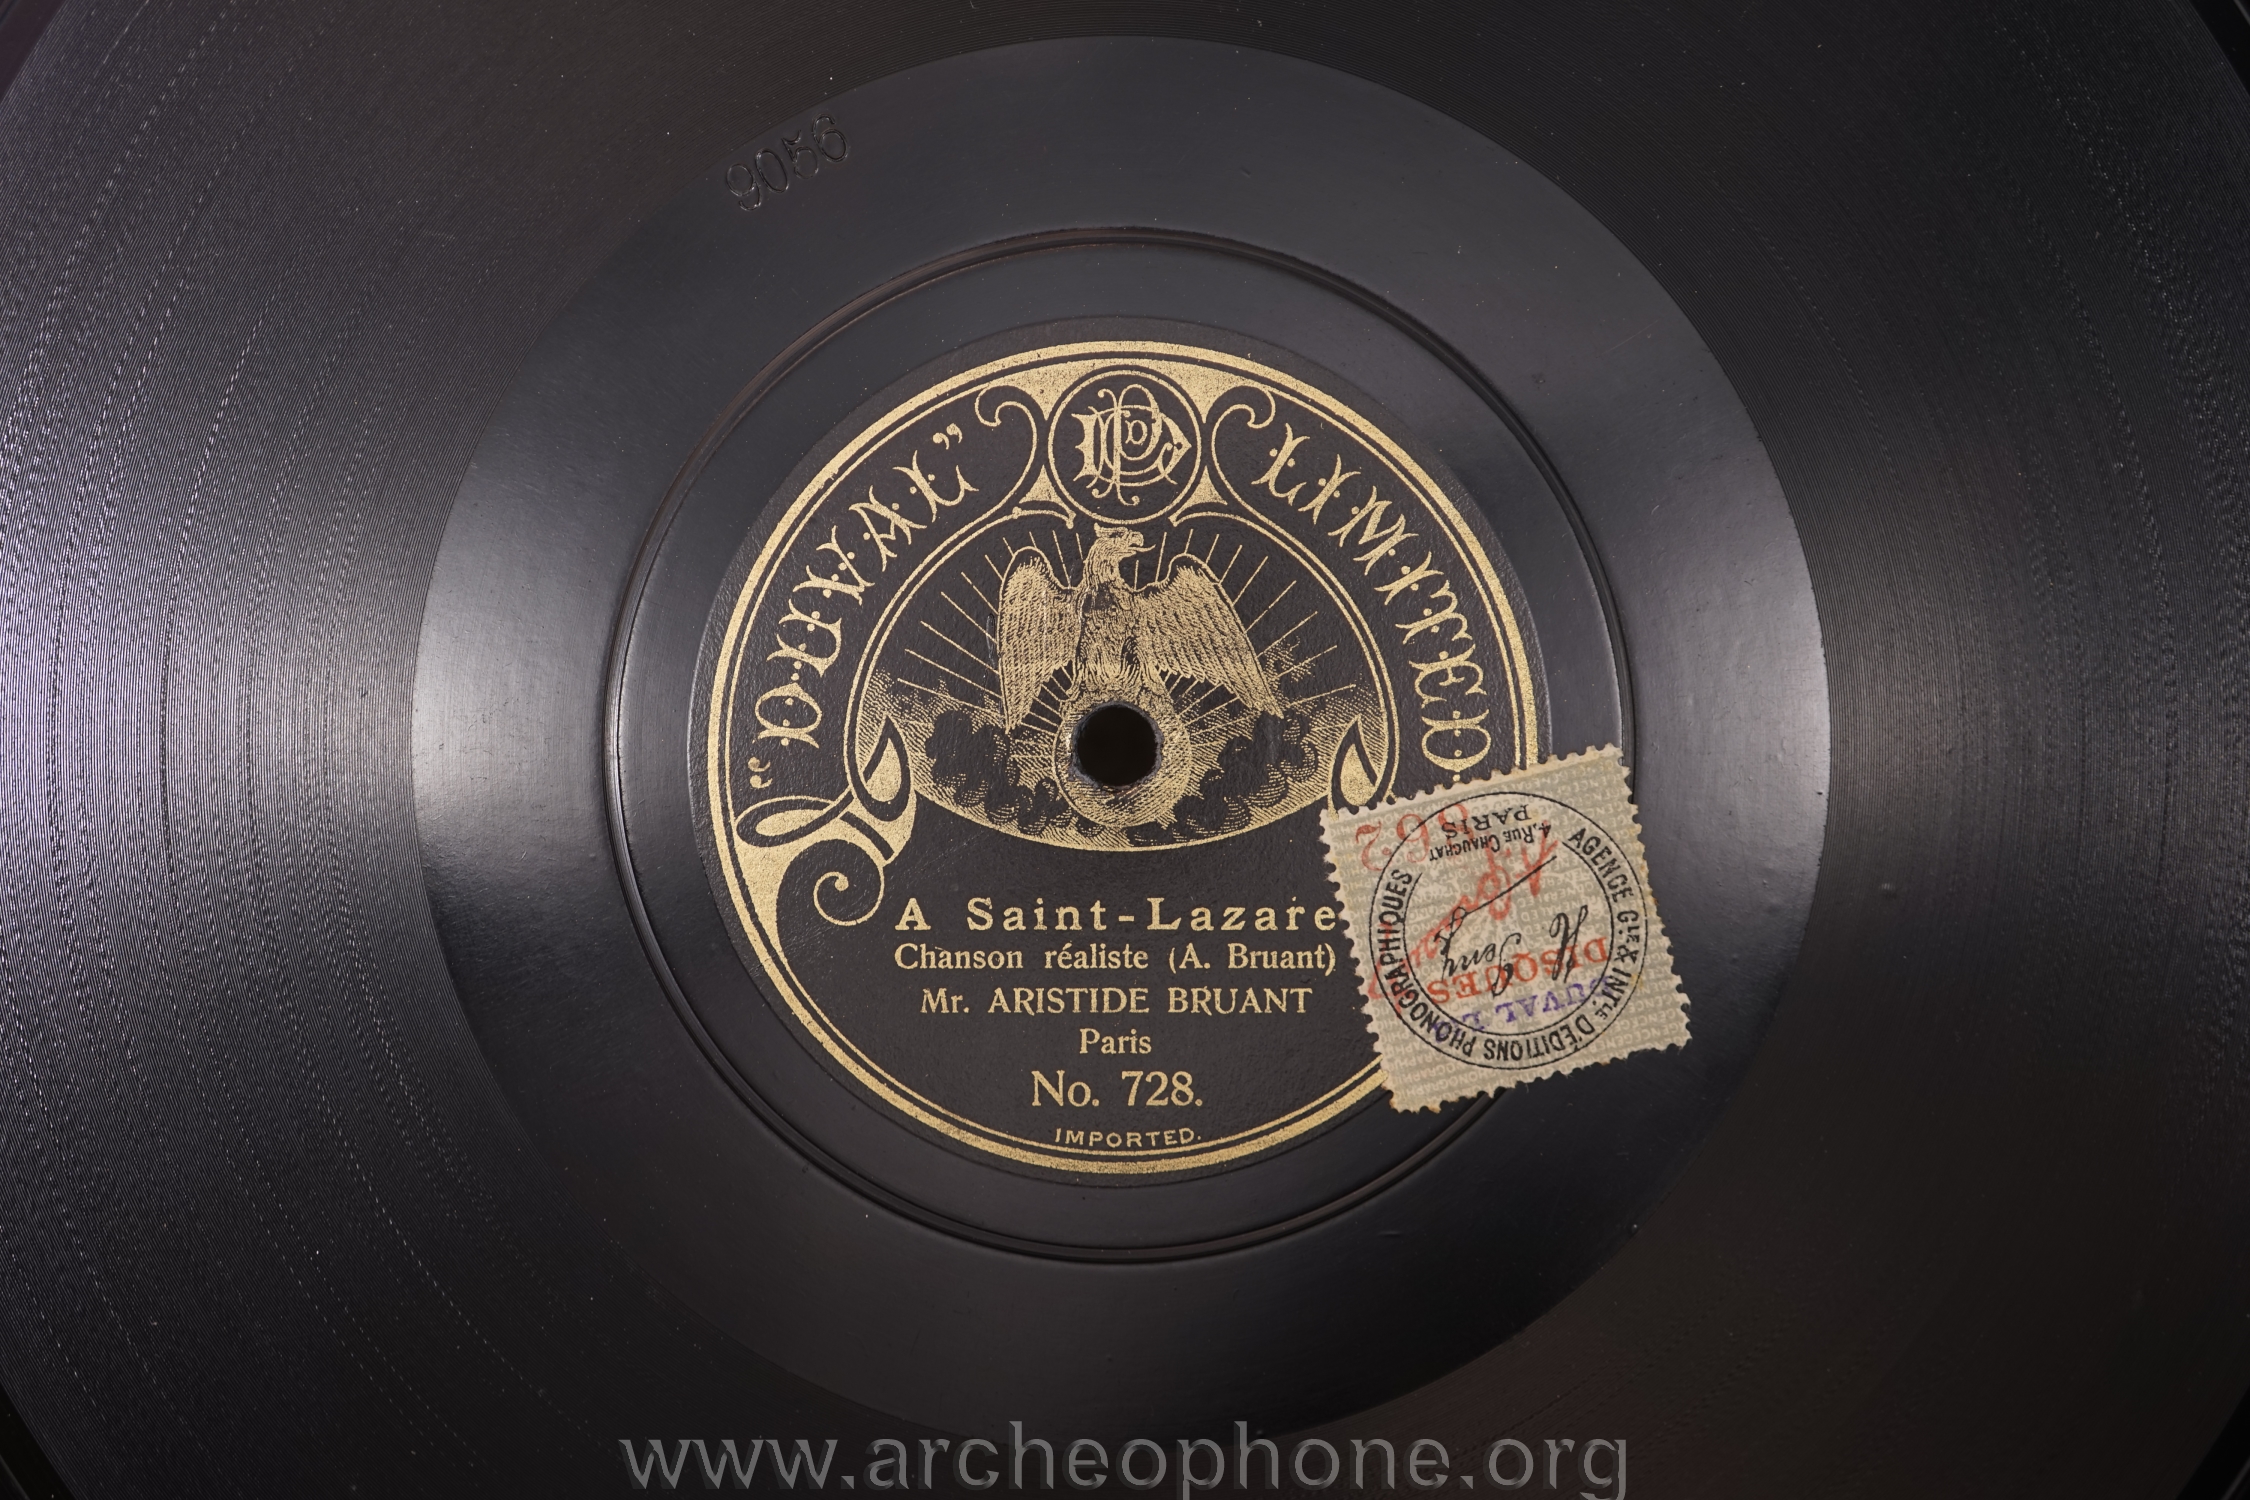 9056
"DUVAL" LIMITED
A Saint-Lazare
Chanson réaliste (A. Bruant)
Mr. ARISTIDE BRUANT
Paris
No. 728.
IMPORTED.
AGENCE Gle. & INTle D'ÉDITIONS PHONOGRAPHIQUES
4, RUE CHAUCHAT
PARIS
DISQUES
DUVAL
www.archeophone.org